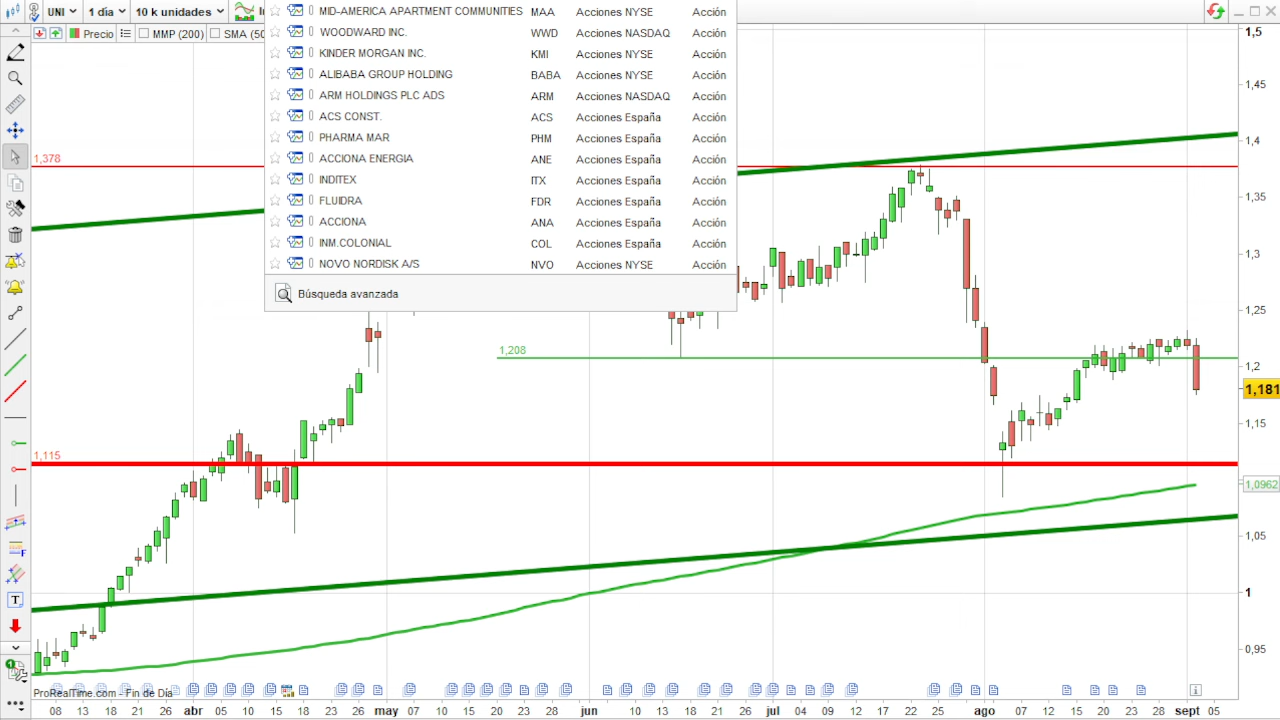 UNI 1 día 10 k unidades
Precio MMP (200) SMA (50
MID-AMERICA APARTMENT COMMUNITIES MAA Acciones NYSE Acción
WOODWARD INC. WWD Acciones NASDAQ Acción
KINDER MORGAN INC. KMI Acciones NYSE Acción
ALIBABA GROUP HOLDING BABA Acciones NYSE Acción
ARM HOLDINGS PLC ADS ARM Acciones NASDAQ Acción
ACS CONST. ACS Acciones España Acción
PHARMA MAR PHM Acciones España Acción
ACCIONA ENERGIA ANE Acciones España Acción
INDITEX ITX Acciones España Acción
FLUIDRA FDR Acciones España Acción
ACCIONA ANA Acciones España Acción
INM.COLONIAL COL Acciones España Acción
NOVO NORDISK A/S NVO Acciones NYSE Acción
Búsqueda avanzada
1,378
1,208
1,115
1,5
1,45
1,4
1,35
1,3
1,25
1,2
1,181
1,15
1,0962
1,05
1
0,95
ProRealTime.com - Fin de Día
08 13 21 abr 05 10 16 23 26 may 07 10 15 20 23 28 jun 10 13 18 21 26 jul 09 12 17 22 25 ago 07 12 15 20 23 28 sept 05